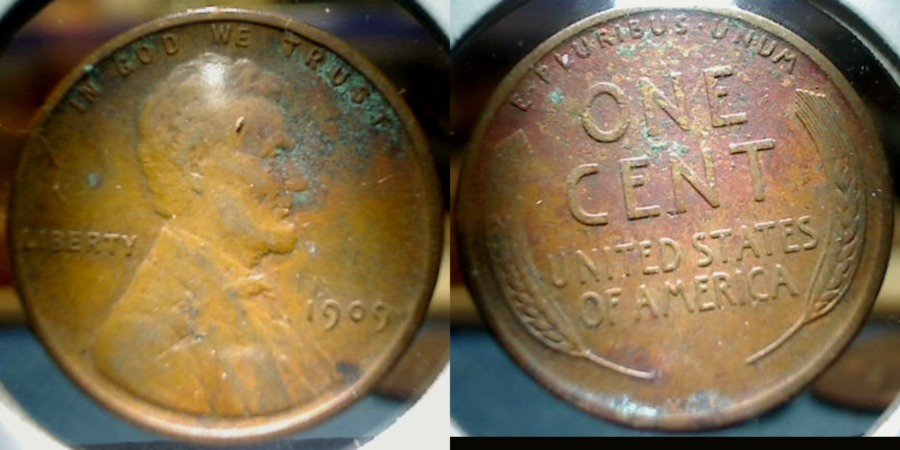 IN GOD WE TRUST
LIBERTY
1909
E·PLURIBUS·UNUM
ONE
CENT
UNITED STATES
OF AMERICA